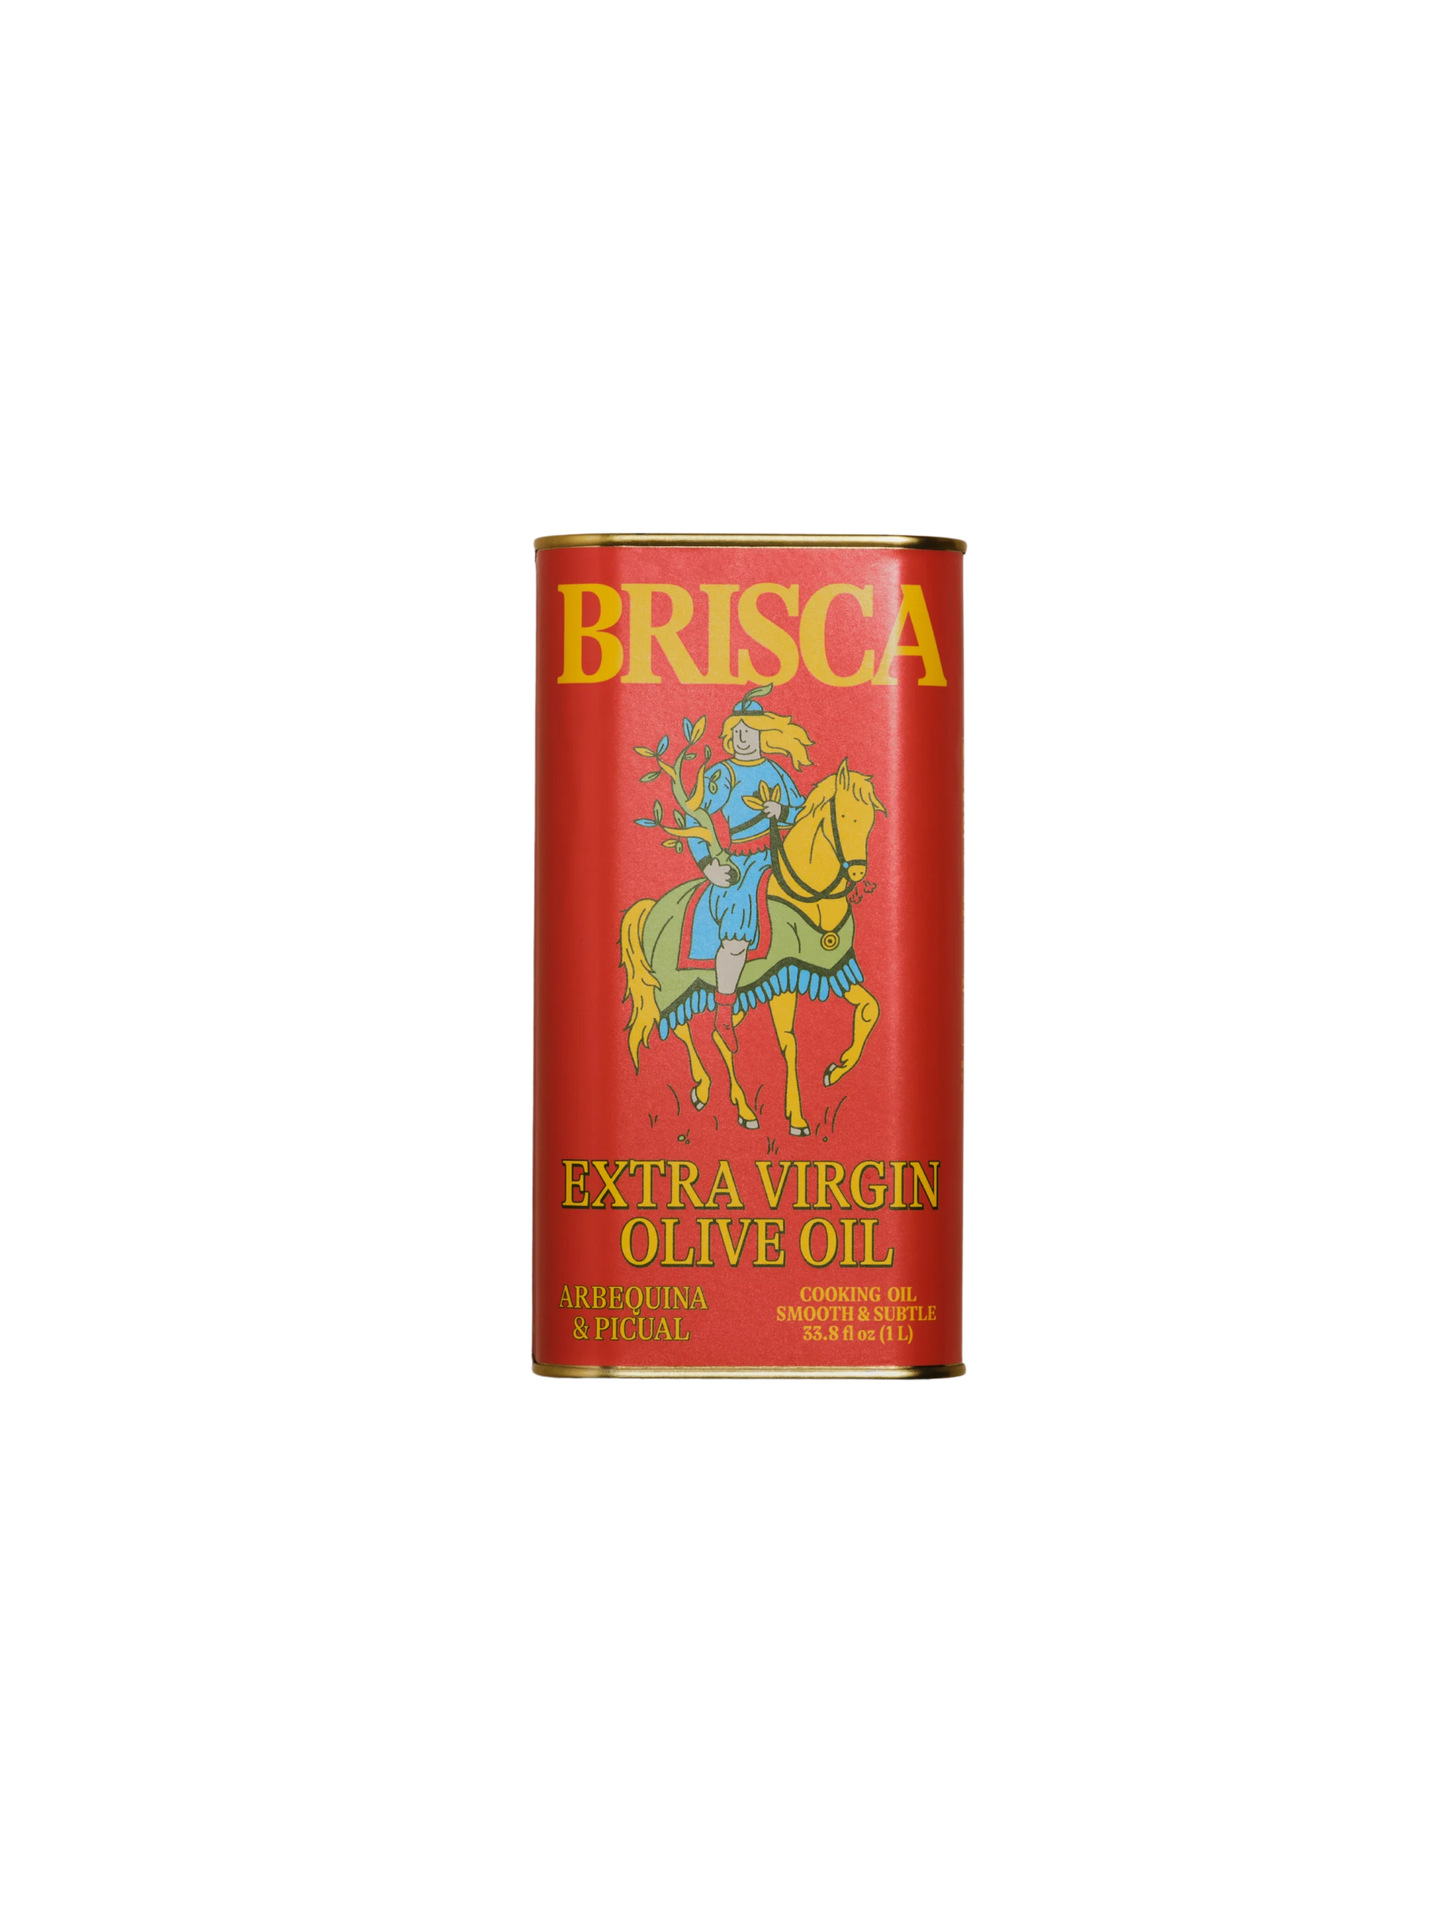 BRISCA
EXTRA VIRGIN
OLIVE OIL
ARBEQUINA
& PICUAL
COOKING OIL
SMOOTH & SUBTLE
33.8 fl oz (1 L)